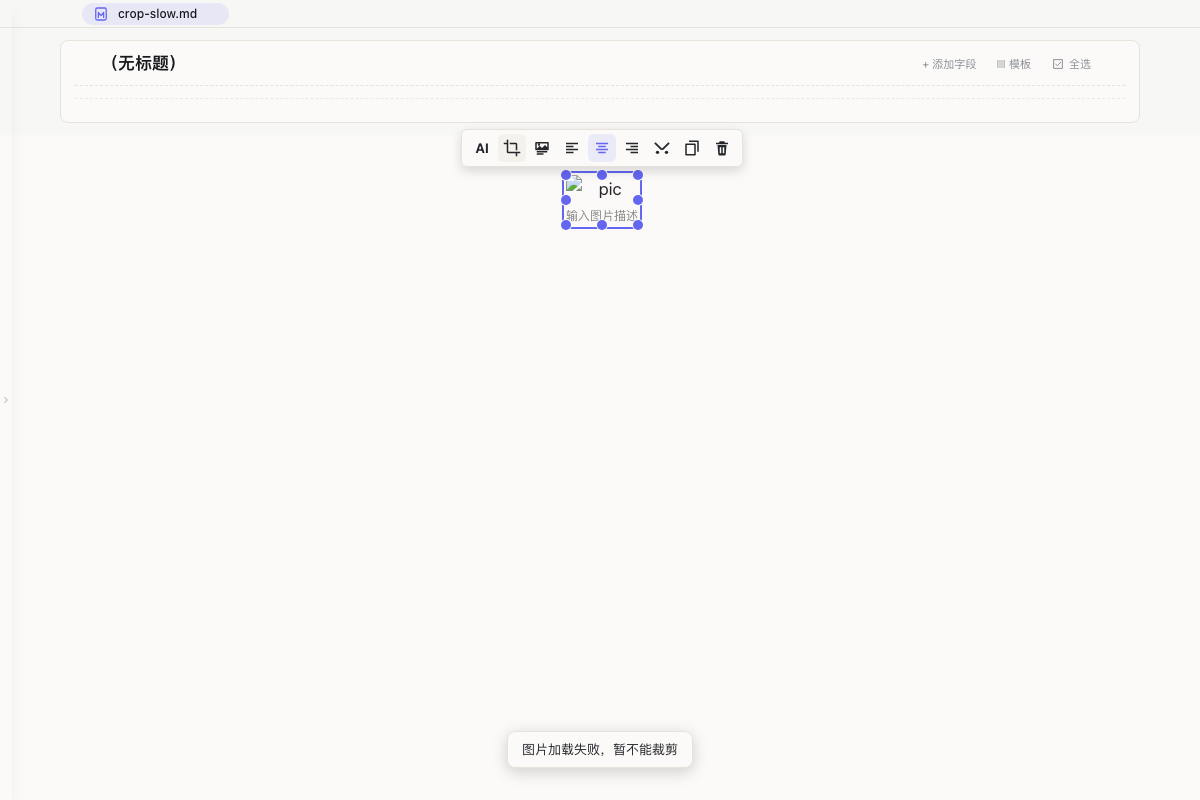 crop-slow.md
（无标题）
+ 添加字段 模板 全选
AI
pic
输入图片描述
图片加载失败，暂不能裁剪